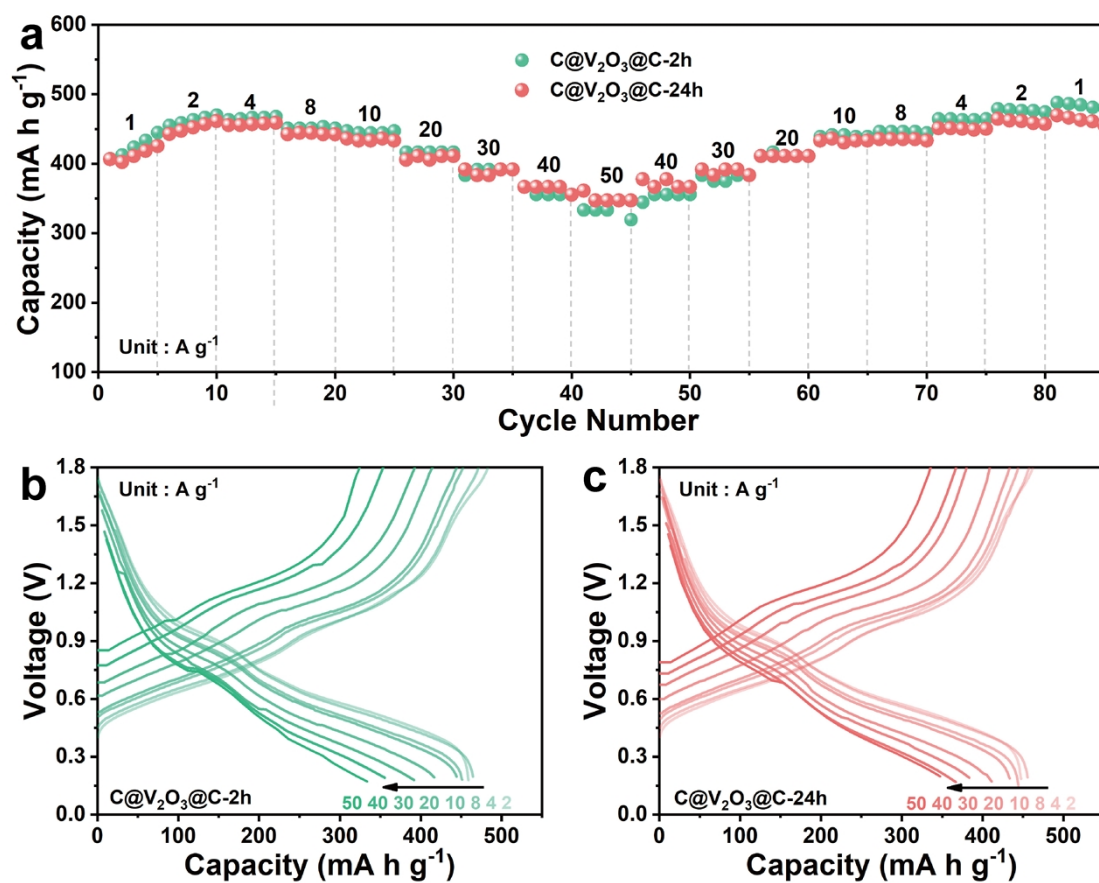 a
C@V₂O₃@C-2h
C@V₂O₃@C-24h
1 2 4 8 10 20 30 40 50 40 30 20 10 8 4 2 1
600
500
400
300
200
100
Capacity (mA h g⁻¹)
Unit : A g⁻¹
0 10 20 30 40 50 60 70 80
Cycle Number
b
Unit : A g⁻¹
1.8
1.5
1.2
0.9
0.6
0.3
0.0
Voltage (V)
C@V₂O₃@C-2h
50 40 30 20 10 8 4 2
0 100 200 300 400 500
Capacity (mA h g⁻¹)
c
Unit : A g⁻¹
1.8
1.5
1.2
0.9
0.6
0.3
0.0
Voltage (V)
C@V₂O₃@C-24h
50 40 30 20 10 8 4 2
0 100 200 300 400 500
Capacity (mA h g⁻¹)